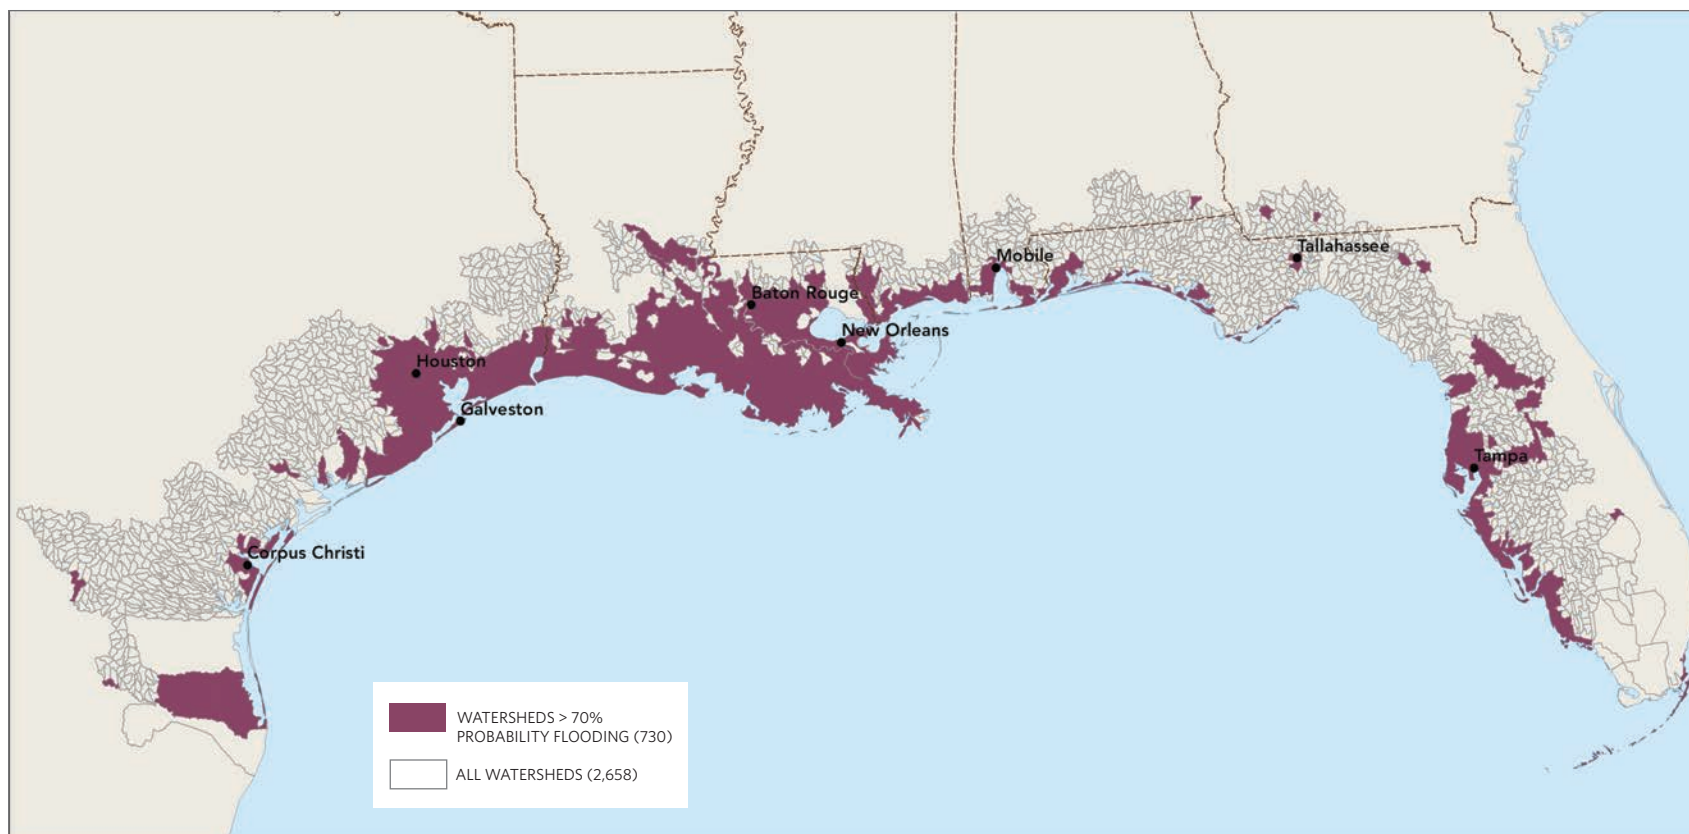 Mobile
Tallahassee
Baton Rouge
New Orleans
Houston
Galveston
Tampa
Corpus Christi
WATERSHEDS > 70%
PROBABILITY FLOODING (730)
ALL WATERSHEDS (2,658)